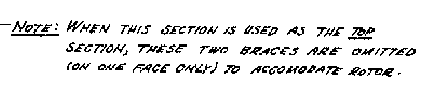 NOTE: WHEN THIS SECTION IS USED AS THE TOP
SECTION, THESE TWO BRACES ARE OMITTED
(ON ONE FACE ONLY) TO ACCOMODATE ROTOR.